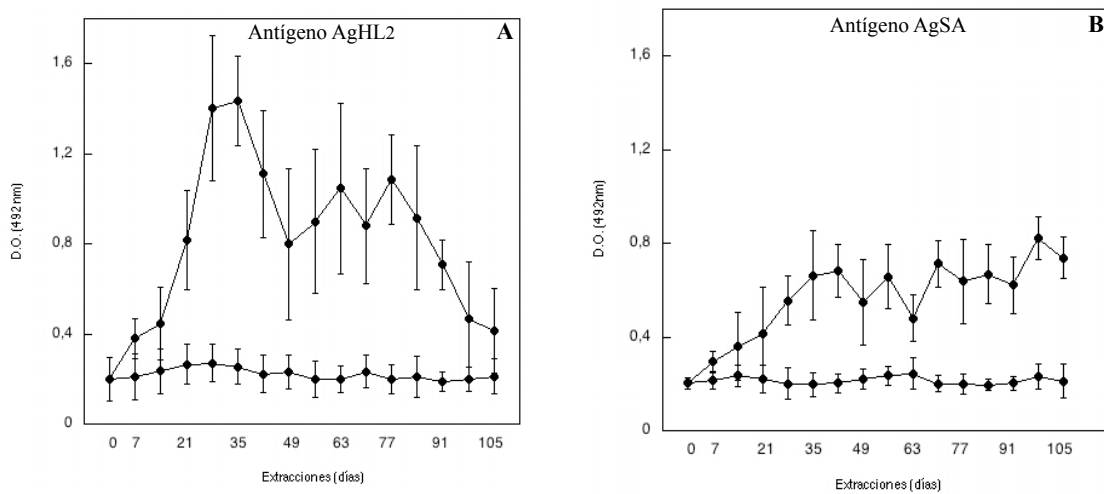 Antígeno AgHL2
A
1,6
1,2
0,8
0,4
0
D.O. (492nm)
0 7 21 35 49 63 77 91 105
Extracciones (días)
Antígeno AgSA
B
1,6
1,2
0,8
0,4
0
D.O. (492nm)
0 7 21 35 49 63 77 91 105
Extracciones (días)